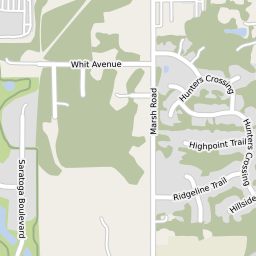 Whit Avenue
Hunters Crossing
Marsh Road
Highpoint Trail
Hunters Crossing
Saratoga Boulevard
Ridgeline Trail
Hillside